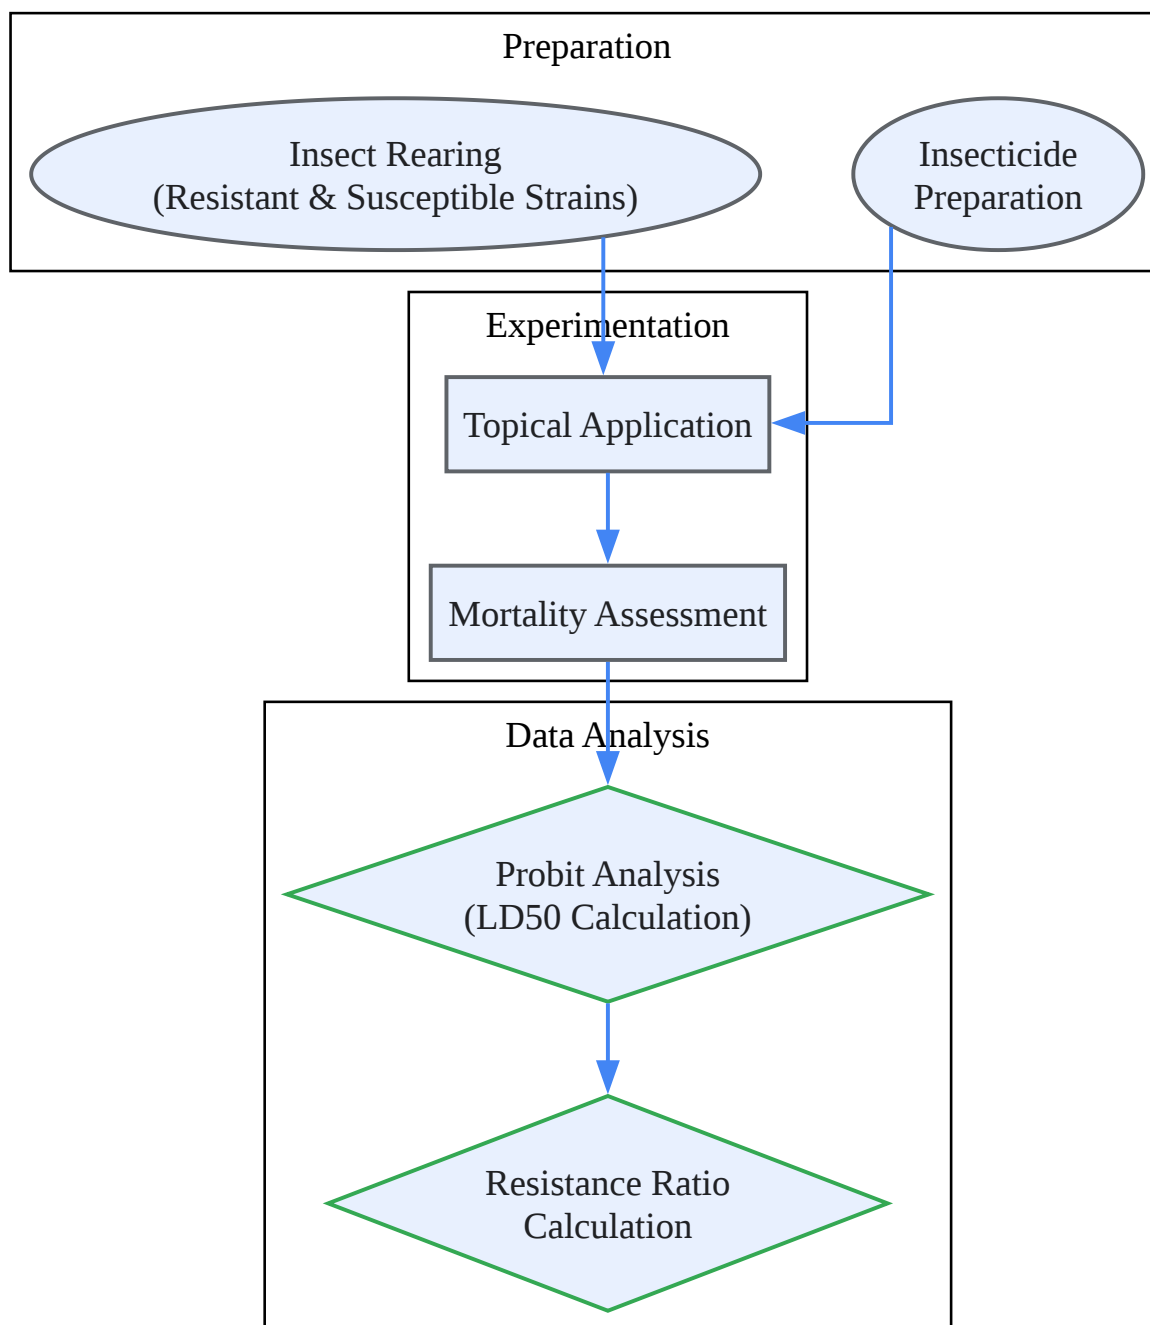 Preparation
Insect Rearing
(Resistant & Susceptible Strains)
Insecticide
Preparation
Experimentation
Topical Application
Mortality Assessment
Data Analysis
Probit Analysis
(LD50 Calculation)
Resistance Ratio
Calculation